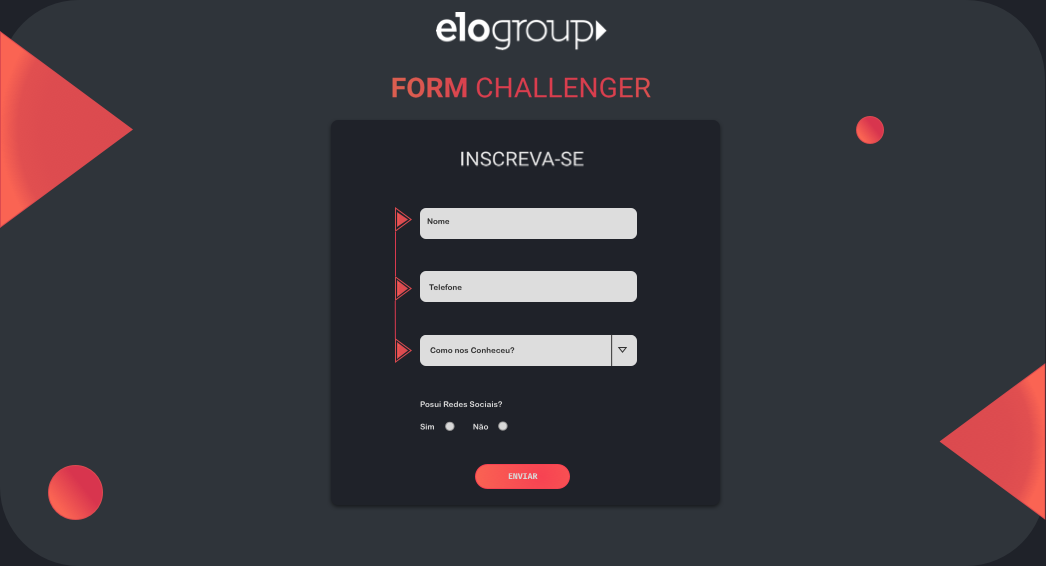 elogroup
FORM CHALLENGER
INSCREVA-SE
Nome
Telefone
Como nos Conheceu?
Posui Redes Sociais?
Sim Não
ENVIAR